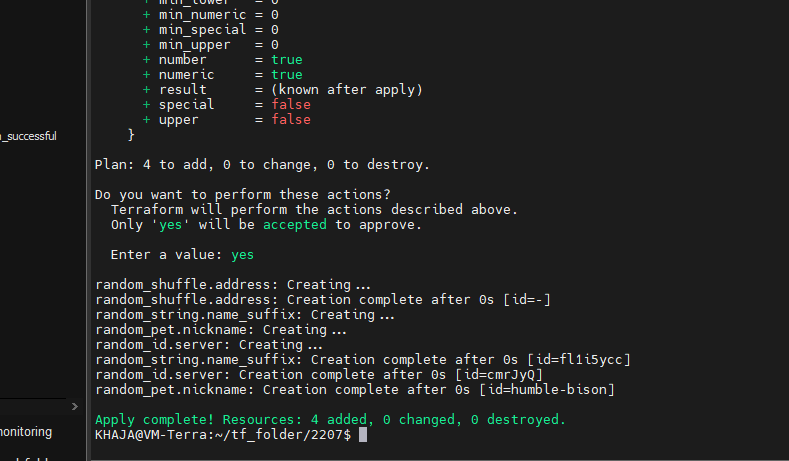 + min_lower = 0
+ min_numeric = 0
+ min_special = 0
+ min_upper = 0
+ number = true
+ numeric = true
+ result = (known after apply)
+ special = false
+ upper = false
}
_successful
Plan: 4 to add, 0 to change, 0 to destroy.
Do you want to perform these actions?
Terraform will perform the actions described above.
Only 'yes' will be accepted to approve.
Enter a value: yes
random_shuffle.address: Creating...
random_shuffle.address: Creation complete after 0s [id=-]
random_string.name_suffix: Creating...
random_pet.nickname: Creating...
random_id.server: Creating...
random_string.name_suffix: Creation complete after 0s [id=fl1i5ycc]
random_id.server: Creation complete after 0s [id=cmrJyQ]
random_pet.nickname: Creation complete after 0s [id=humble-bison]
>
Apply complete! Resources: 4 added, 0 changed, 0 destroyed.
onitoring
KHAJA@VM-Terra:~/tf_folder/2207$